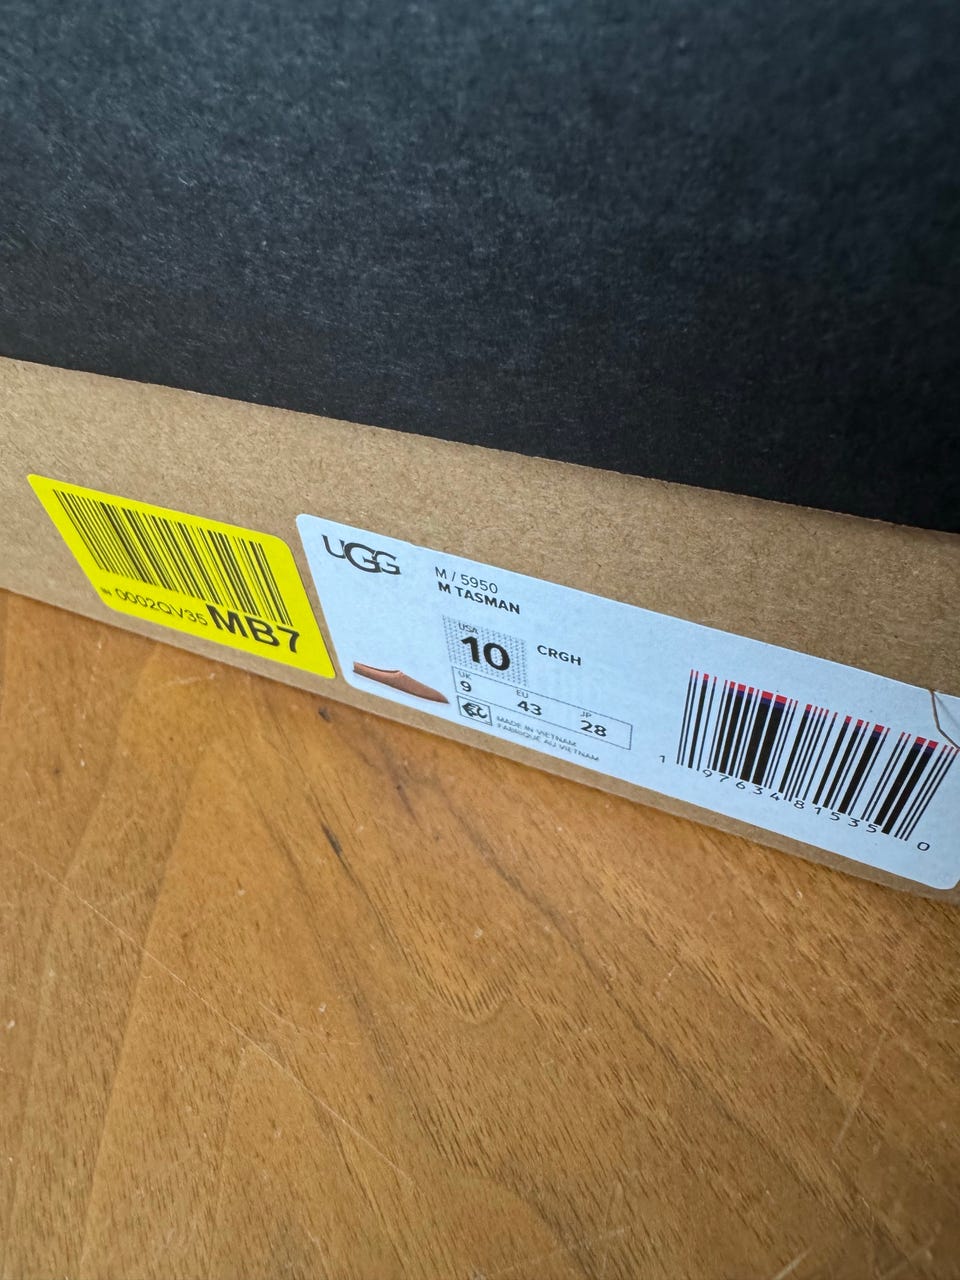 IN 0002QV35 MB7
UGG
M / 5950
M TASMAN
USA
10
CRGH
UK
9
EU
43
JP
28
MADE IN VIETNAM
FABRIQUÉ AU VIETNAM
1 97634 81535 0